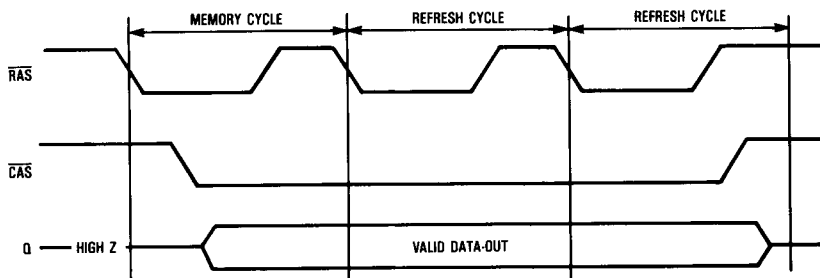 MEMORY CYCLE REFRESH CYCLE REFRESH CYCLE
RAS
CAS
Q HIGH Z VALID DATA-OUT